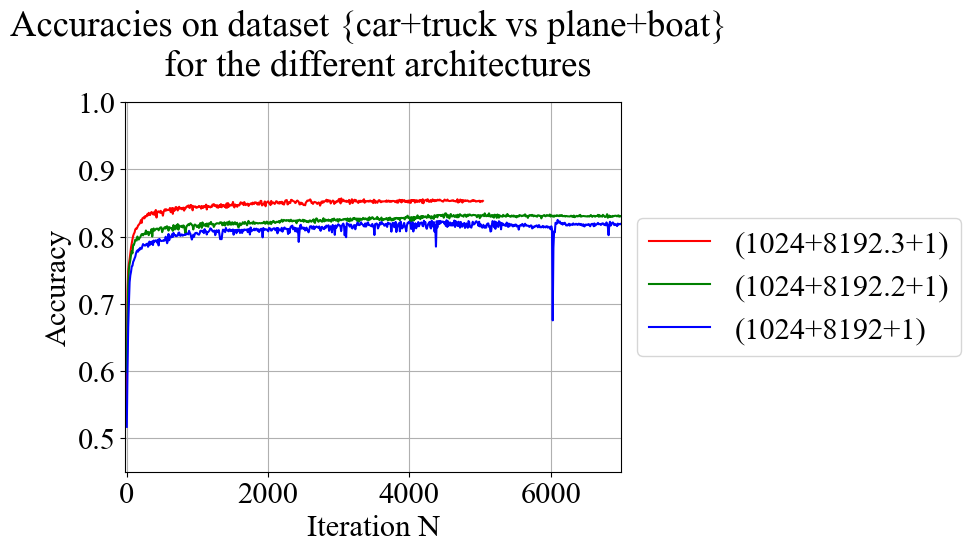 Accuracies on dataset {car+truck vs plane+boat}
for the different architectures
1.0
0.9
0.8
0.7
0.6
0.5
Accuracy
0 2000 4000 6000
Iteration N
(1024+8192.3+1)
(1024+8192.2+1)
(1024+8192+1)